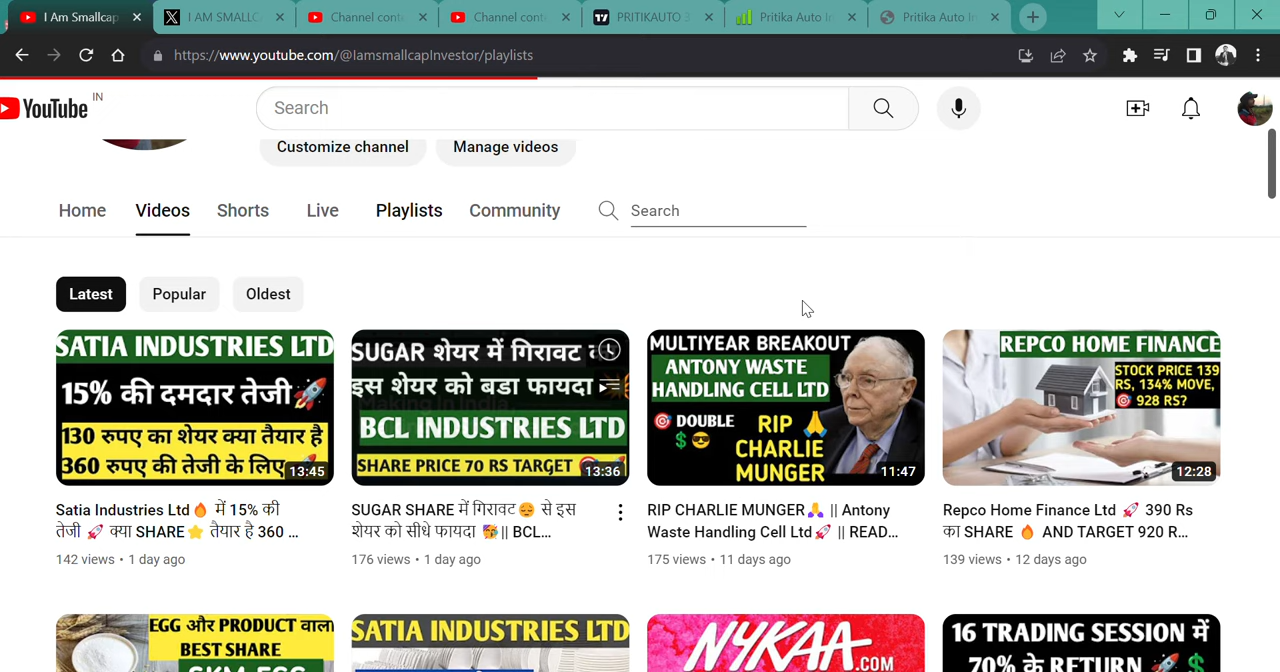 I Am Smallcap
I AM SMALLC
Channel cont
Channel cont
PRITIKAUTO 3
Pritika Auto In
Pritika Auto In
https://www.youtube.com/@IamsmallcapInvestor/playlists
YouTube IN
Search
Customize channel
Manage videos
Home
Videos
Shorts
Live
Playlists
Community
Search
Latest
Popular
Oldest
SATIA INDUSTRIES LTD
15% की दमदार तेजी🚀
130 रुपए का शेयर क्या तैयार है
360 रुपए की तेजी के लिए
13:45
Satia Industries Ltd🔥 में 15% की
तेजी 🚀 क्या SHARE⭐ तैयार है 360 ...
142 views • 1 day ago
SUGAR शेयर में गिरावट
इस शेयर को बडा फायदा
BCL INDUSTRIES LTD
SHARE PRICE 70 RS TARGET 🎯
13:36
SUGAR SHARE में गिरावट😔 से इस
शेयर को सीधे फायदा 🥳|| BCL...
176 views • 1 day ago
MULTIYEAR BREAKOUT
ANTONY WASTE
HANDLING CELL LTD
🎯 DOUBLE
$😎
RIP 🙏
CHARLIE
MUNGER
11:47
RIP CHARLIE MUNGER🙏 || Antony
Waste Handling Cell Ltd🚀 || READ...
175 views • 11 days ago
REPCO HOME FINANCE
STOCK PRICE 139
RS, 134% MOVE,
🎯 928 RS?
12:28
Repco Home Finance Ltd 🚀 390 Rs
का SHARE 🔥 AND TARGET 920 R...
139 views • 12 days ago
EGG और PRODUCT वाला
BEST SHARE
SKM EGG
SATIA INDUSTRIES LTD
NYKAA.COM
16 TRADING SESSION में
70% के RETURN 🚀 $